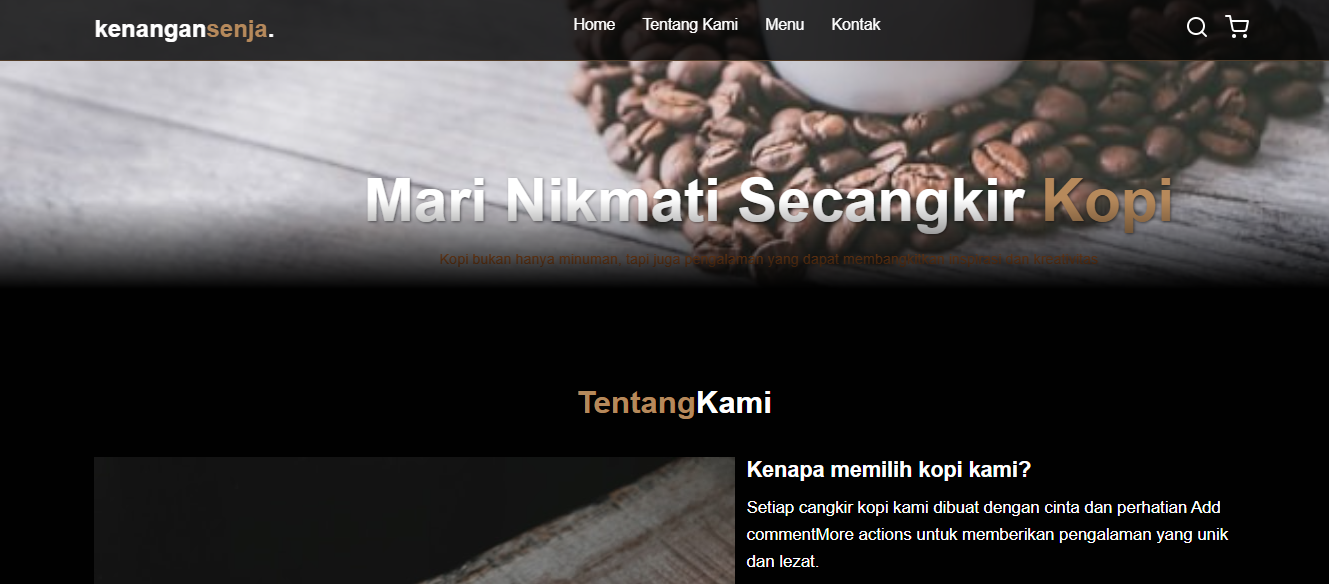 kenangansenja.
Home Tentang Kami Menu Kontak
Mari Nikmati Secangkir Kopi
Kopi bukan hanya minuman, tapi juga pengalaman yang dapat membangkitkan
TentangKami
Kenapa memilih kopi kami?
Setiap cangkir kopi kami dibuat dengan cinta dan perhatian Add
commentMore actions untuk memberikan pengalaman yang unik
dan lezat.